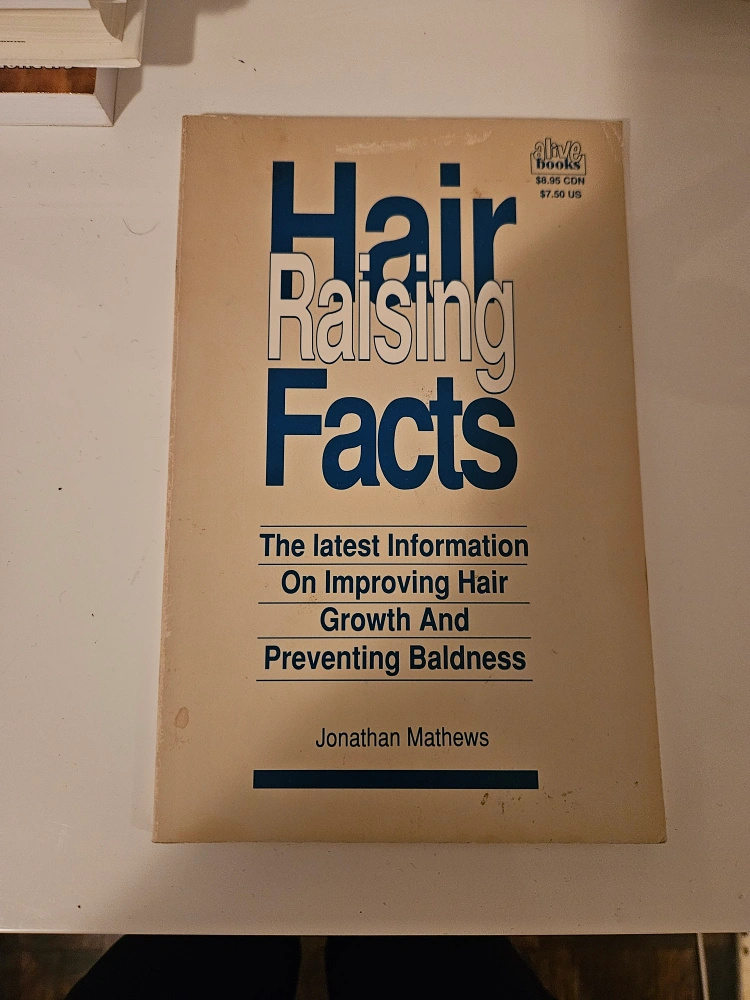 alive
books
$8.95 CDN
$7.50 US
Hair
Raising
Facts
The latest Information
On Improving Hair
Growth And
Preventing Baldness
Jonathan Mathews